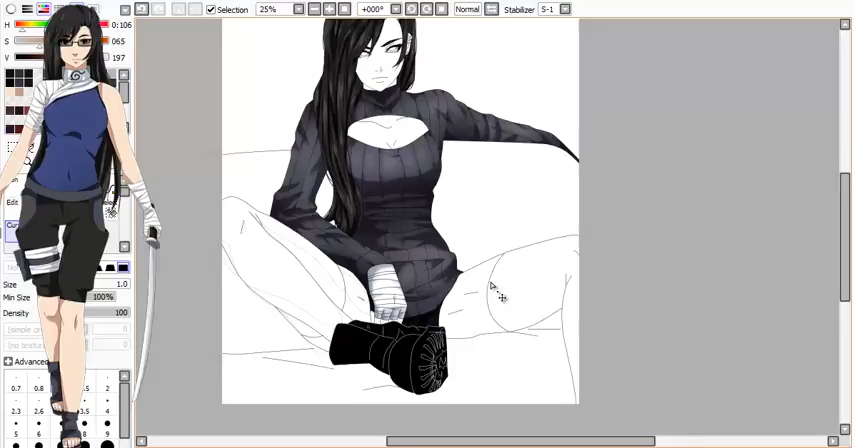 Selection 25% +000° Normal Stabilizer S-1
H 0:106
S 065
V 197
Edit
Size 1.0
Min Size 100%
Density 100
Advanced
0.7 0.8 .5 2
2.3 2.6 3 3.5 4
5 6 8 9